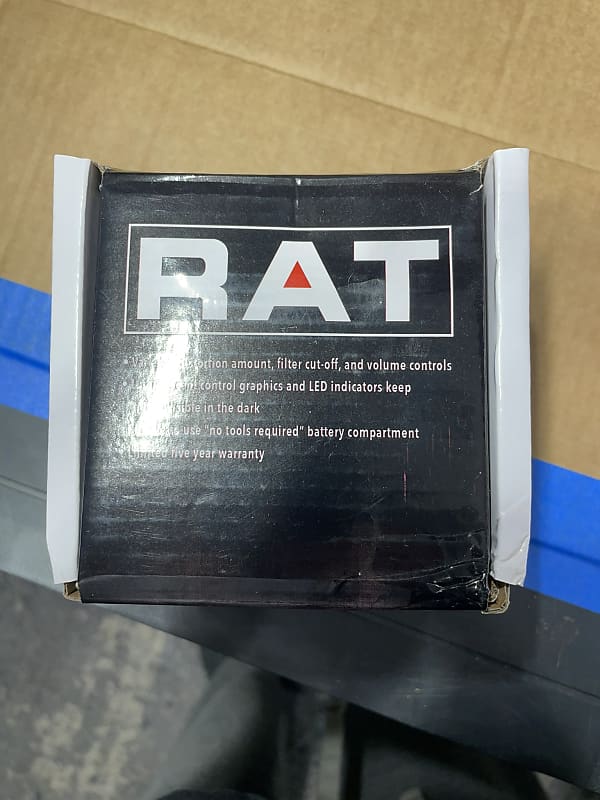 RAT
amount, filter cut-off, and volume controls
control graphics and LED indicators keep
in the dark
use "no tools required" battery compartment
five year warranty